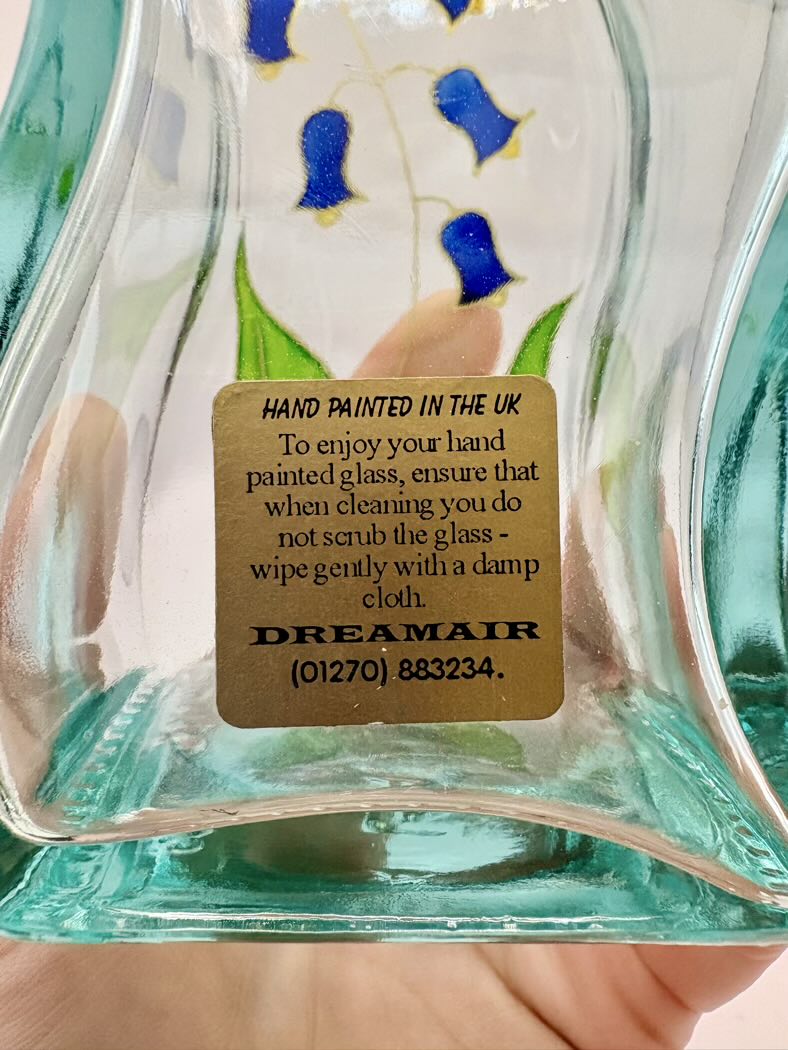 HAND PAINTED IN THE UK
To enjoy your hand
painted glass, ensure that
when cleaning you do
not scrub the glass -
wipe gently with a damp
cloth.
DREAMAIR
(01270) 883234.